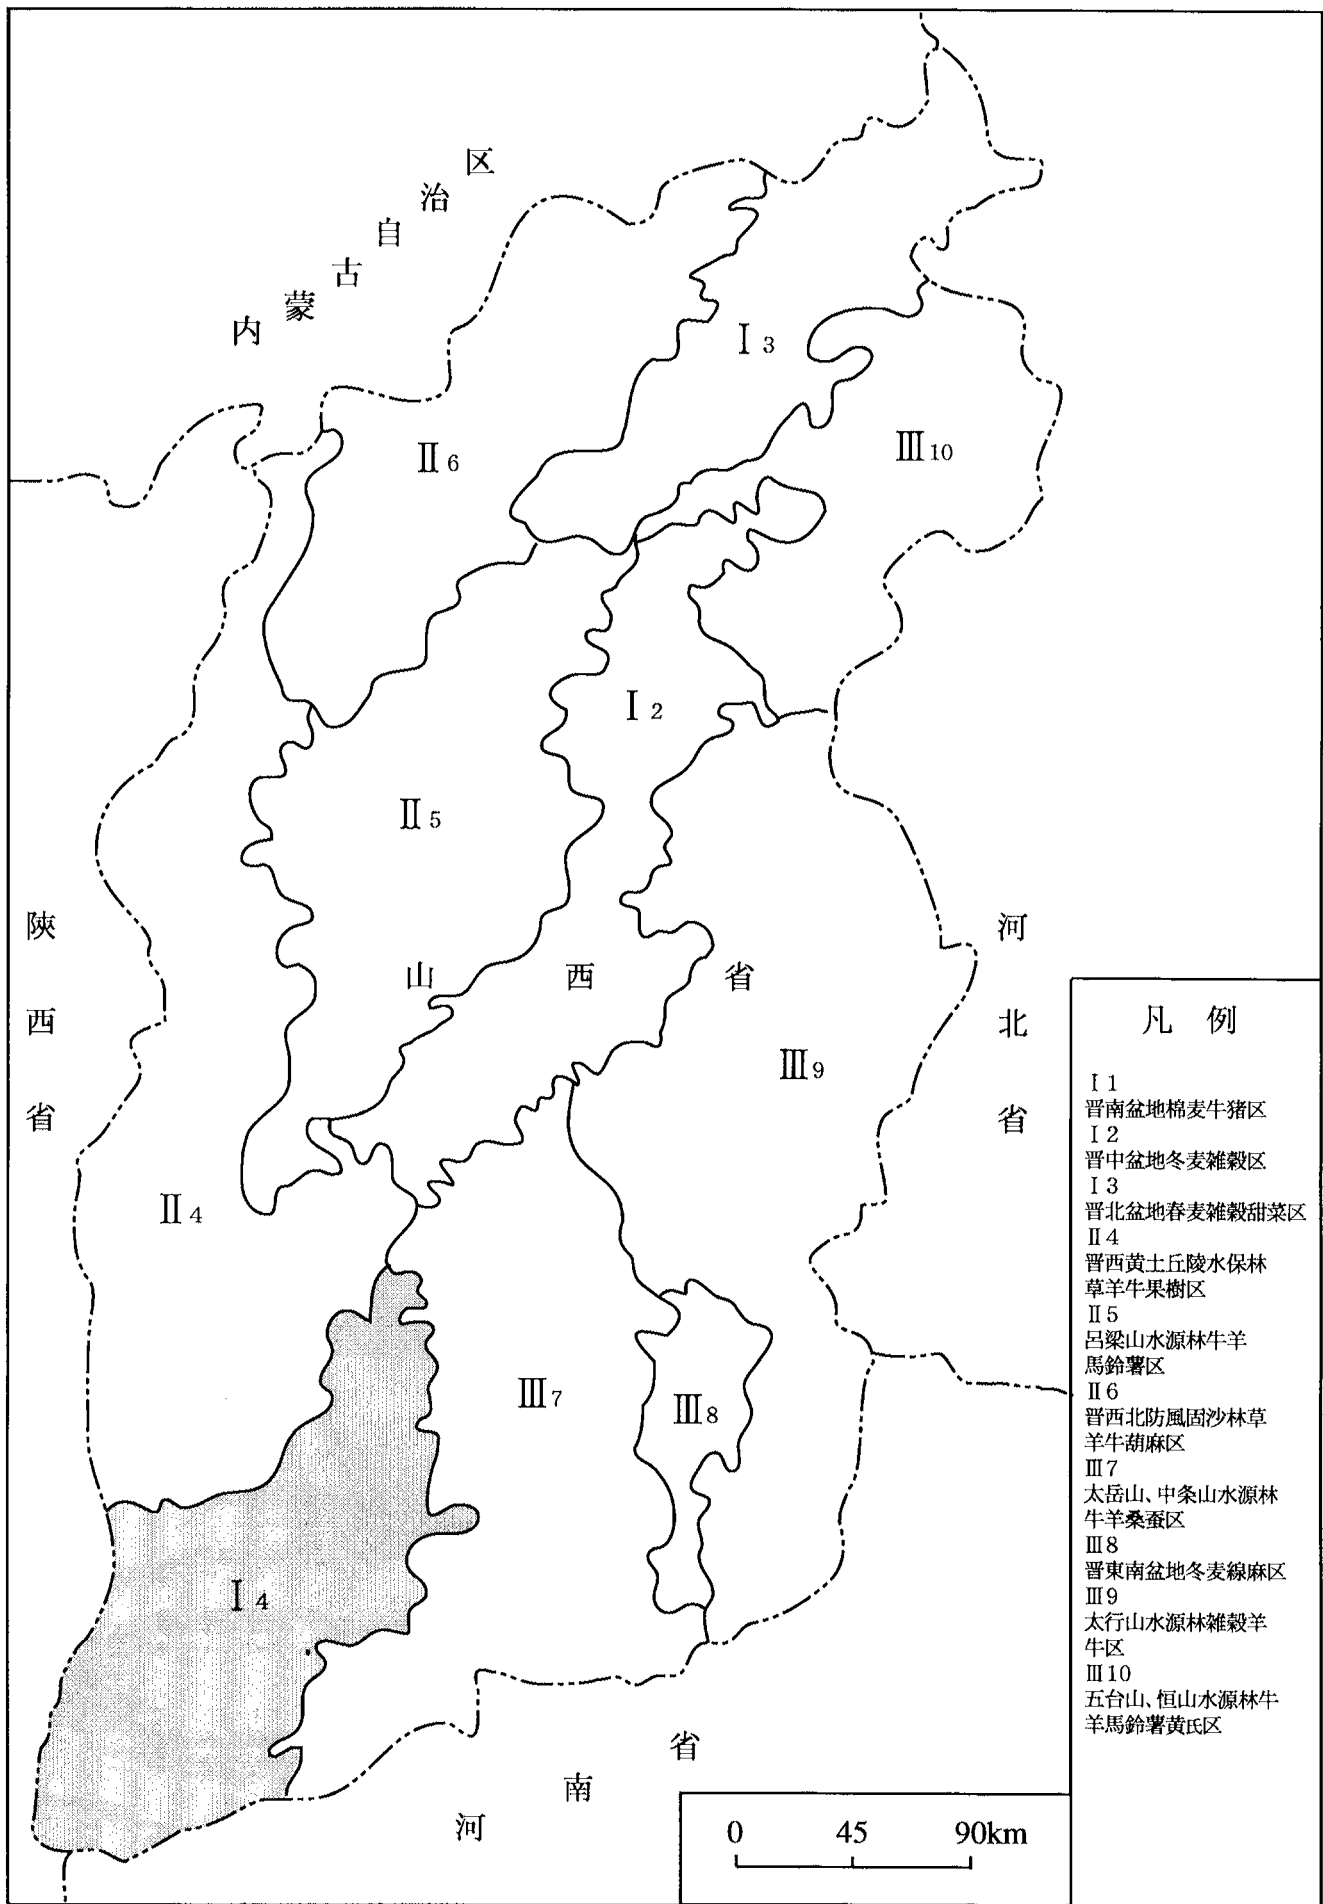 内蒙古自治区
Ⅰ3
Ⅱ6
Ⅲ10
Ⅰ2
Ⅱ5
陝西省
山西省
河北省
Ⅲ9
Ⅱ4
Ⅲ7
Ⅲ8
Ⅰ4
河南省
0 45 90km
凡例
Ⅰ1
晋南盆地棉麦牛猪区
Ⅰ2
晋中盆地冬麦雑穀区
Ⅰ3
晋北盆地春麦雑穀甜菜区
Ⅱ4
晋西黄土丘陵水保林
草羊牛果樹区
Ⅱ5
呂梁山水源林牛羊
馬鈴薯区
Ⅱ6
晋西北防風固沙林草
羊牛葫麻区
Ⅲ7
太岳山、中条山水源林
牛羊桑蚕区
Ⅲ8
晋東南盆地冬麦線麻区
Ⅲ9
太行山水源林雑穀羊
牛区
Ⅲ10
五台山、恒山水源林牛
羊馬鈴薯黄氏区